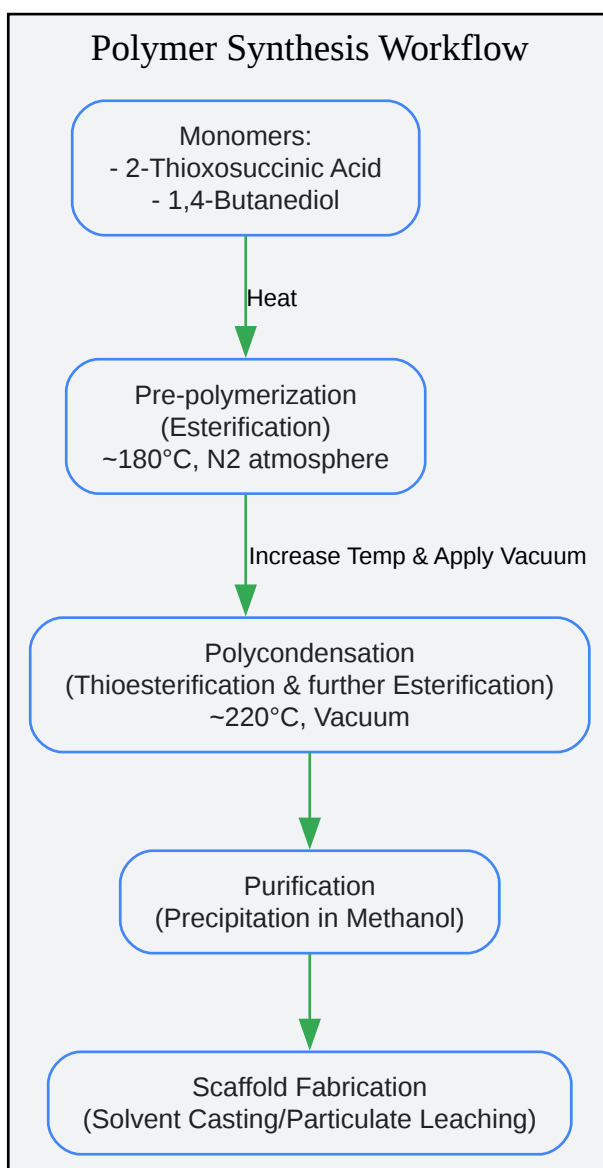 Polymer Synthesis Workflow
Monomers:
- 2-Thioxosuccinic Acid
- 1,4-Butanediol
Heat
Pre-polymerization
(Esterification)
~180°C, N2 atmosphere
Increase Temp & Apply Vacuum
Polycondensation
(Thioesterification & further Esterification)
~220°C, Vacuum
Purification
(Precipitation in Methanol)
Scaffold Fabrication
(Solvent Casting/Particulate Leaching)